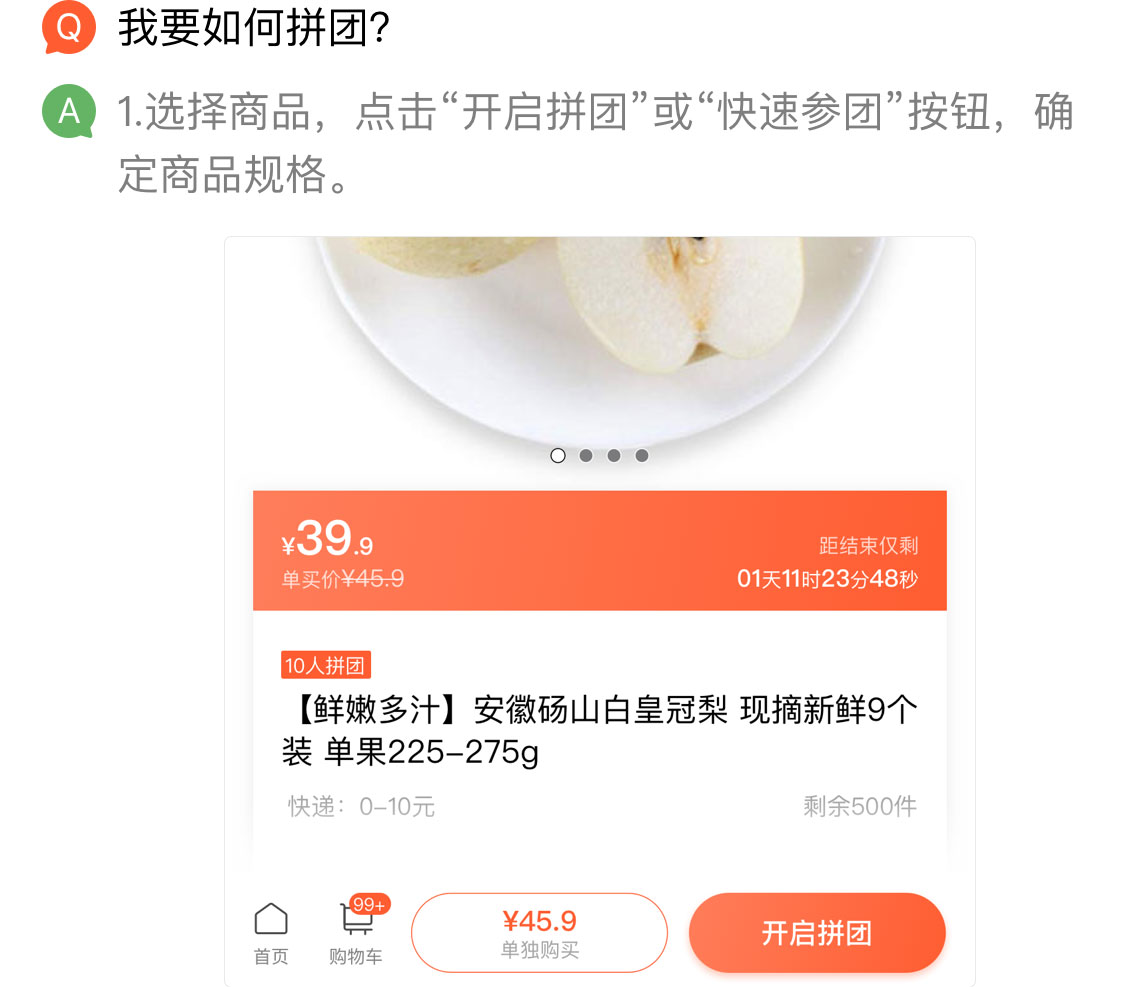 Q 我要如何拼团？
A 1.选择商品，点击“开启拼团”或“快速参团”按钮，确
定商品规格。
¥39.9
距结束仅剩
单买价¥45.9
01天11时23分48秒
10人拼团
【鲜嫩多汁】安徽砀山白皇冠梨 现摘新鲜9个
装 单果225-275g
快递：0-10元
剩余500件
99+
¥45.9
开启拼团
首页
购物车
单独购买